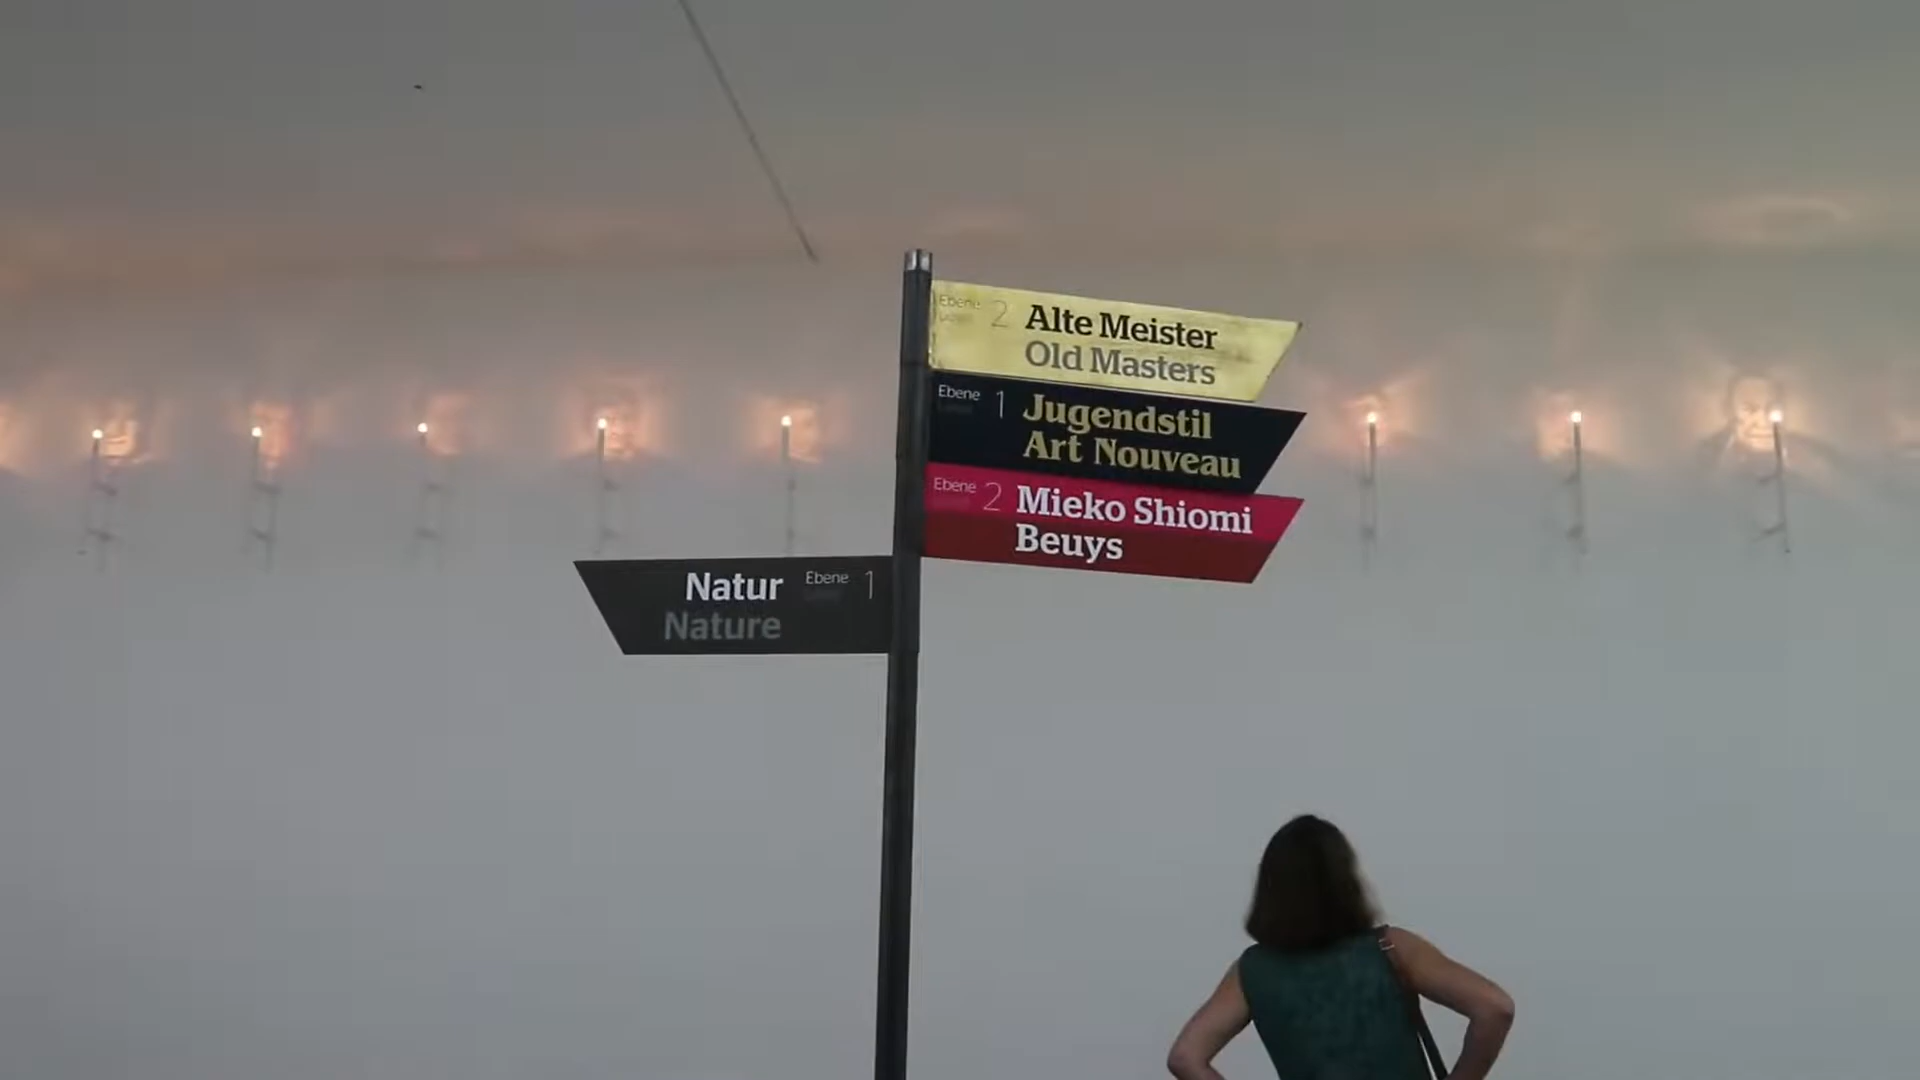 Ebene 2 Alte Meister
Old Masters
Ebene 1 Jugendstil
Art Nouveau
Ebene 2 Mieko Shiomi
Beuys
Natur Ebene 1
Nature